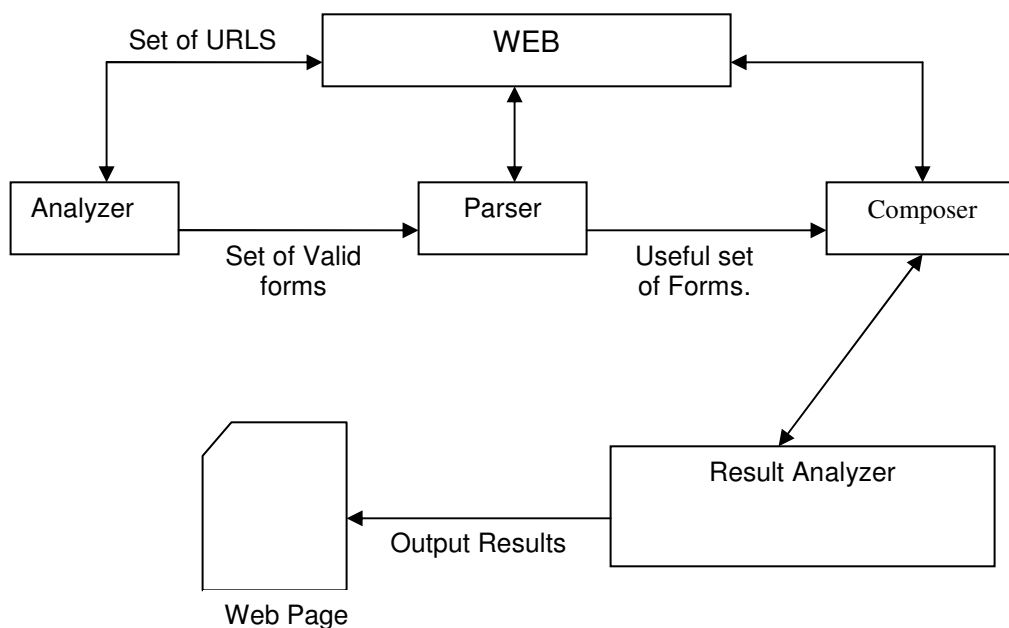 Set of URLS
WEB
Analyzer
Parser
Composer
Set of Valid
forms
Useful set
of Forms.
Result Analyzer
Output Results
Web Page